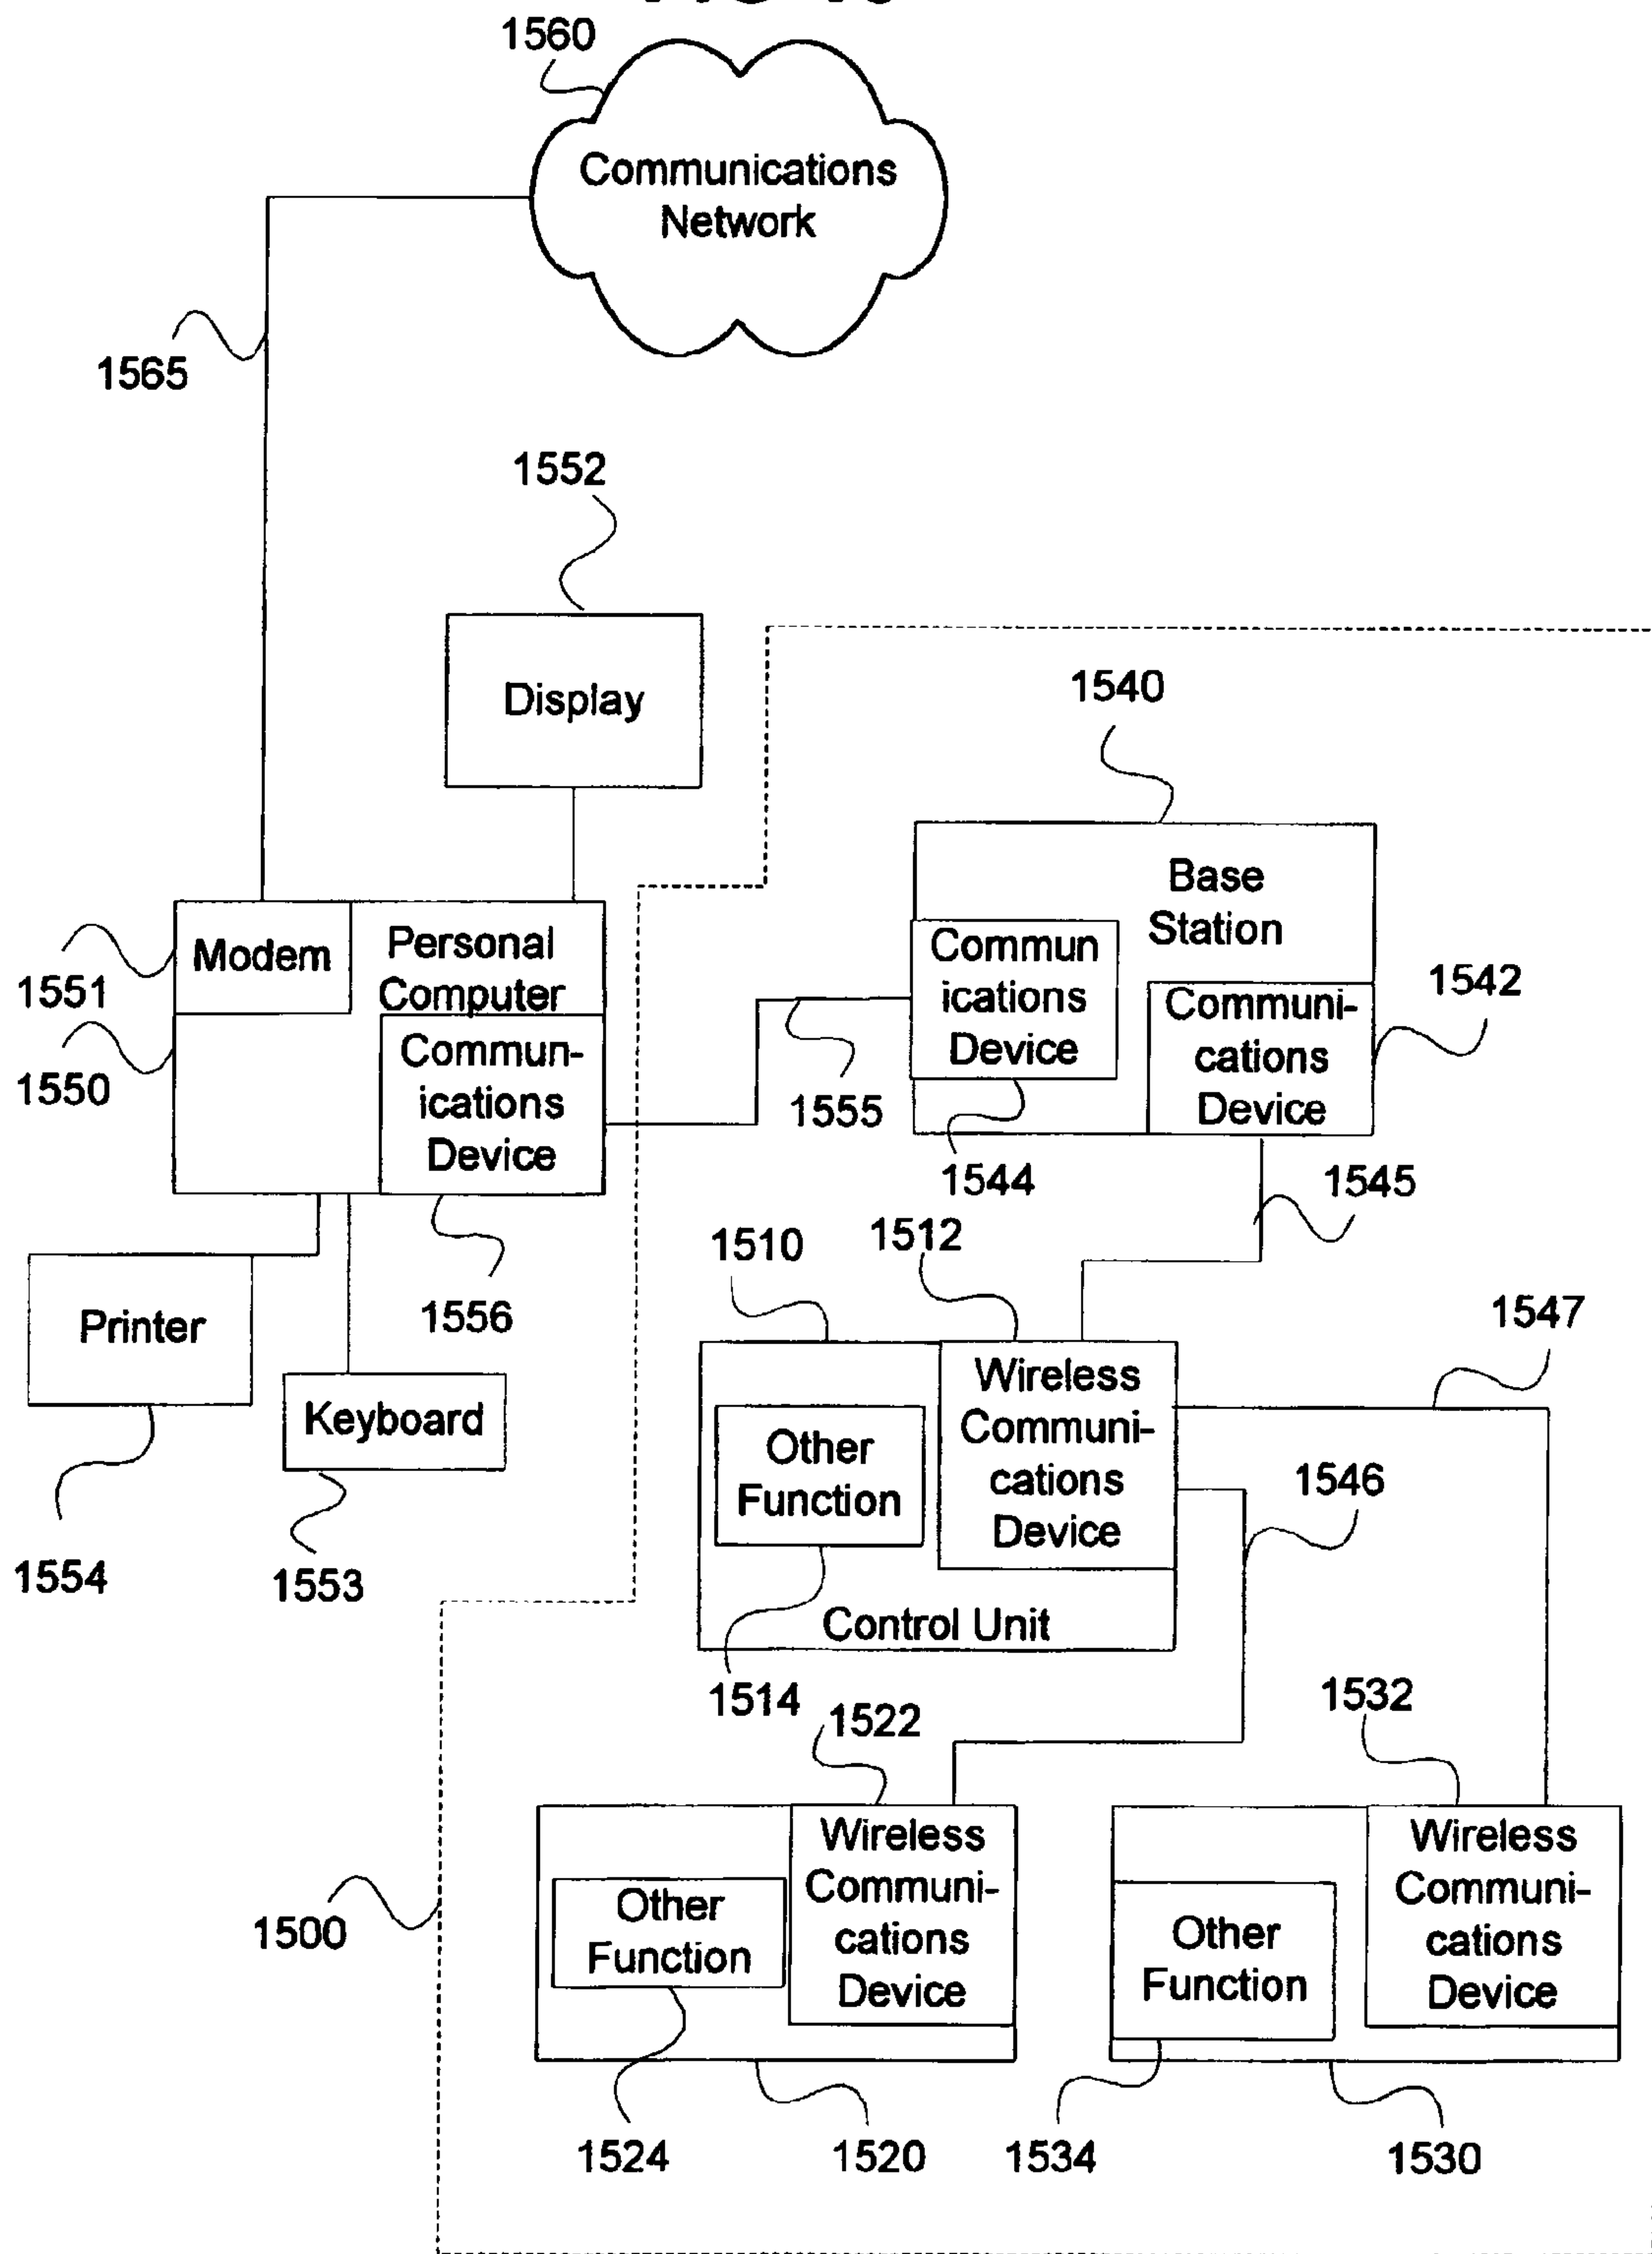 1560
Communications
Network
1565
1552
Display
1540
Base
Station
Modem
Personal
Computer
1551
1550
Commun
ications
Device
1542
Communi-
cations
Device
Commun-
ications
Device
1555
1544
1545
1510
1512
1556
Printer
Keyboard
1547
Wireless
Communi-
cations
Device
Other
Function
1546
1554
1553
Control Unit
1514
1522
1532
Wireless
Communi-
cations
Device
Other
Function
Wireless
Communi-
cations
Device
Other
Function
1500
1524
1520
1534
1530